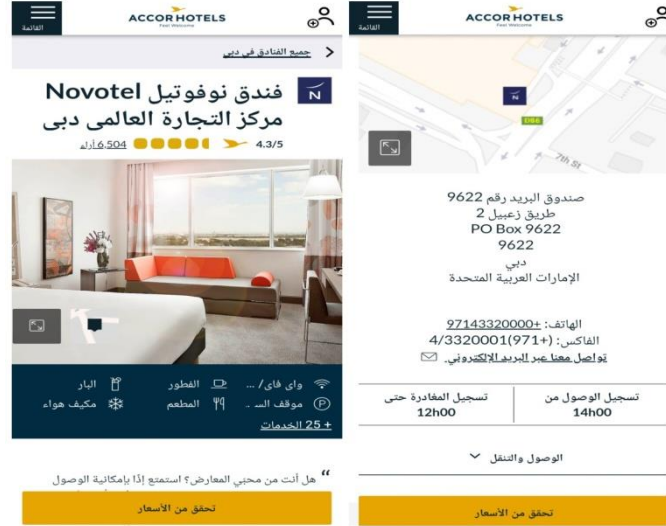 القائمة
ACCOR HOTELS
Feel Welcome
جميع الفنادق في دبي
فندق نوفوتيل Novotel
مركز التجارة العالمي دبي
4.3/5
6,504 آراء
واي فاي/ ...
الفطور
البار
موقف الس ..
المطعم
مكيف هواء
+ 25 الخدمات
“ هل أنت من محبي المعارض؟ استمتع إذًا بإمكانية الوصول
تحقق من الأسعار
القائمة
ACCOR HOTELS
Feel Welcome
N
D86
7th St
صندوق البريد رقم 9622
طريق زعبيل 2
PO Box 9622
9622
دبي
الإمارات العربية المتحدة
الهاتف: +97143320000
الفاكس: (+971)4/3320001
تواصل معنا عبر البريد الإلكتروني.
تسجيل الوصول من
14h00
تسجيل المغادرة حتى
12h00
الوصول والتنقل
تحقق من الأسعار